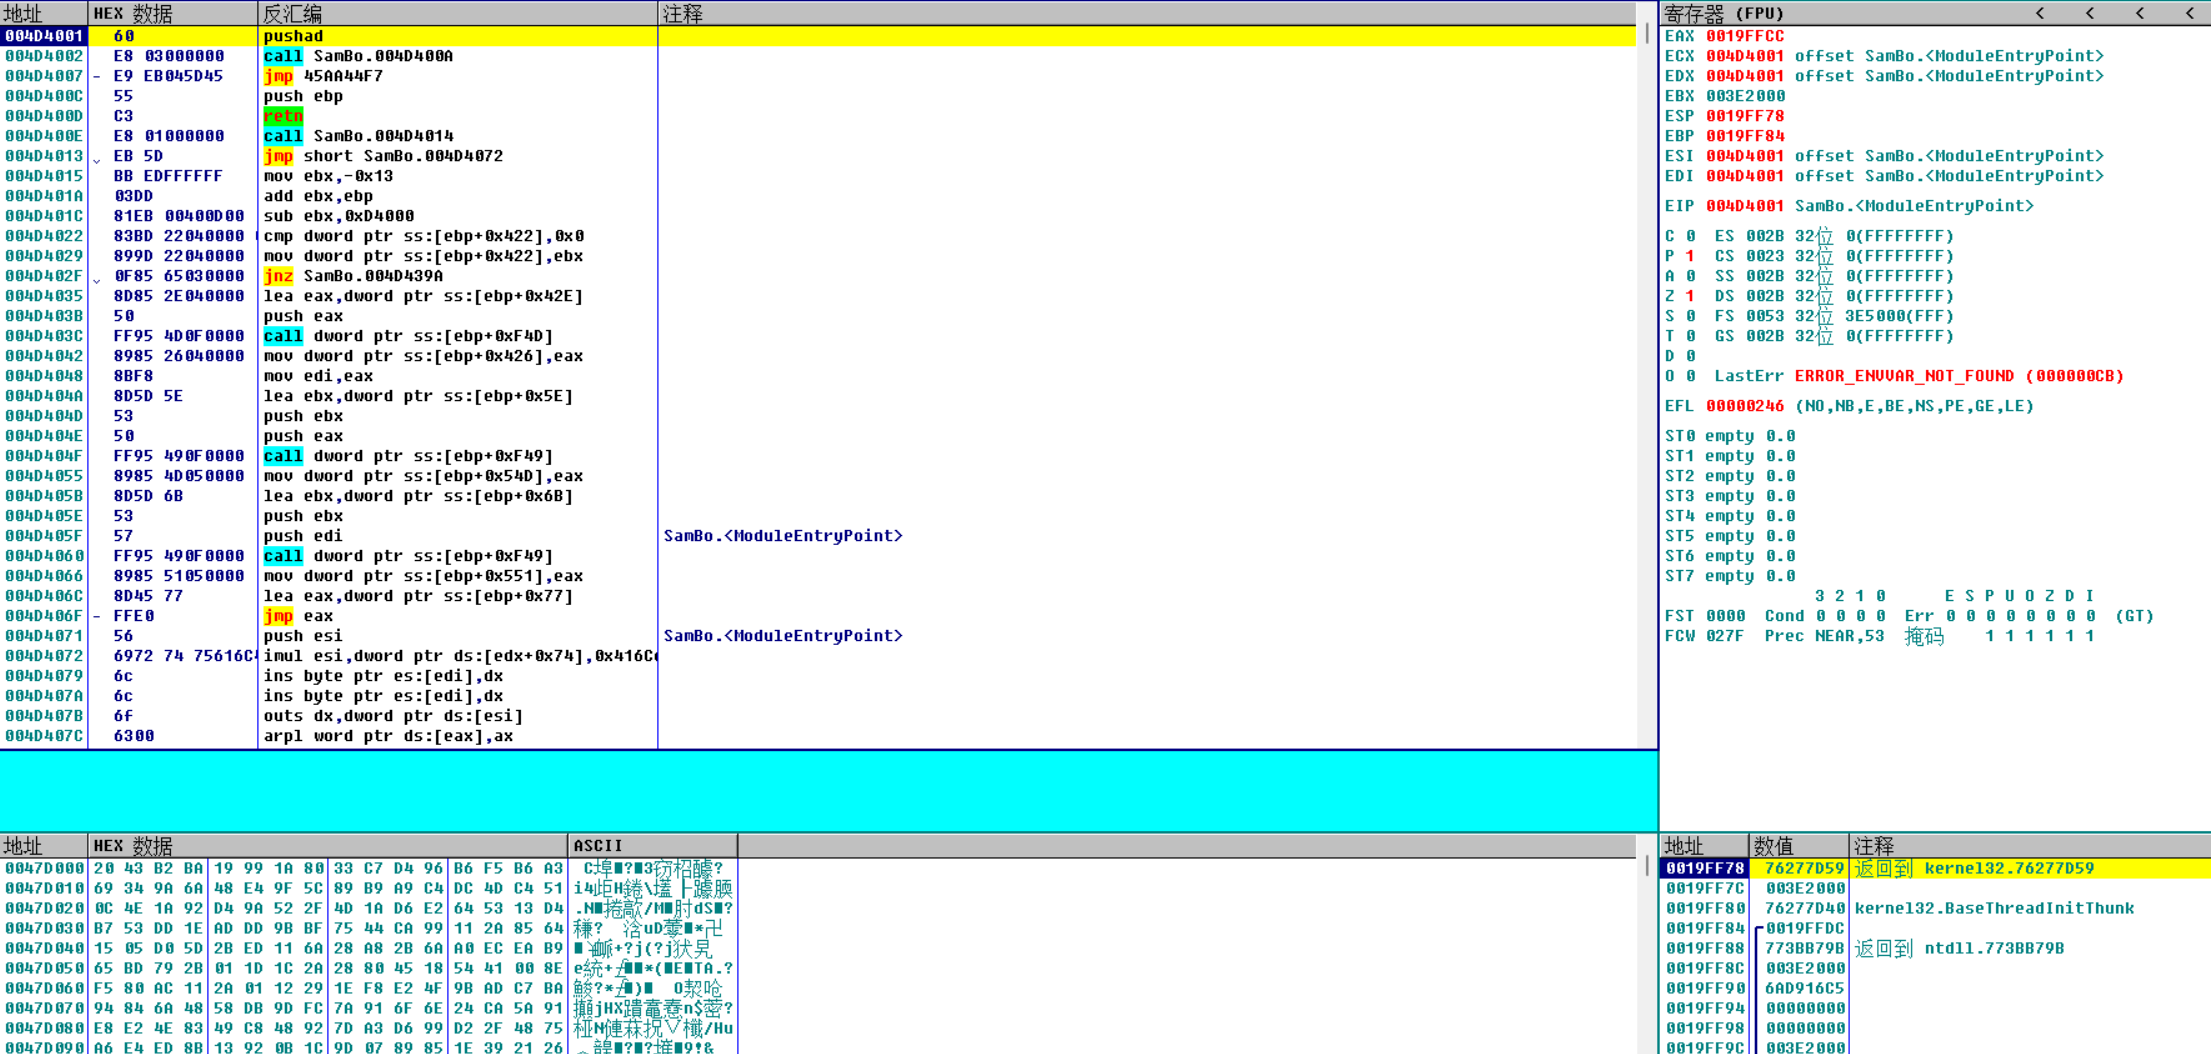 地址 HEX 数据 反汇编 注释
004D4001 60 pushad
004D4002 E8 03000000 call SamBo.004D400A
004D4007 - E9 EB045D45 jmp 45AA44F7
004D400C 55 push ebp
004D400D C3 retn
004D400E E8 01000000 call SamBo.004D4014
004D4013 EB 5D jmp short SamBo.004D4072
004D4015 BB EDFFFFFF mov ebx,-0x13
004D401A 03DD add ebx,ebp
004D401C 81EB 00400D00 sub ebx,0xD4000
004D4022 83BD 22040000 cmp dword ptr ss:[ebp+0x422],0x0
004D4029 899D 22040000 mov dword ptr ss:[ebp+0x422],ebx
004D402F 0F85 65030000 jnz SamBo.004D439A
004D4035 8D85 2E040000 lea eax,dword ptr ss:[ebp+0x42E]
004D403B 50 push eax
004D403C FF95 4D0F0000 call dword ptr ss:[ebp+0xF4D]
004D4042 8985 26040000 mov dword ptr ss:[ebp+0x426],eax
004D4048 8BF8 mov edi,eax
004D404A 8D5D 5E lea ebx,dword ptr ss:[ebp+0x5E]
004D404D 53 push ebx
004D404E 50 push eax
004D404F FF95 490F0000 call dword ptr ss:[ebp+0xF49]
004D4055 8985 4D050000 mov dword ptr ss:[ebp+0x54D],eax
004D405B 8D5D 6B lea ebx,dword ptr ss:[ebp+0x6B]
004D405E 53 push ebx
004D405F 57 push edi SamBo.<ModuleEntryPoint>
004D4060 FF95 490F0000 call dword ptr ss:[ebp+0xF49]
004D4066 8985 51050000 mov dword ptr ss:[ebp+0x551],eax
004D406C 8D45 77 lea eax,dword ptr ss:[ebp+0x77]
004D406F - FFE0 jmp eax
004D4071 56 push esi SamBo.<ModuleEntryPoint>
004D4072 6972 74 75616C imul esi,dword ptr ds:[edx+0x74],0x416C
004D4079 6c ins byte ptr es:[edi],dx
004D407A 6c ins byte ptr es:[edi],dx
004D407B 6f outs dx,dword ptr ds:[esi]
004D407C 6300 arpl word ptr ds:[eax],ax
寄存器 (FPU) < < < <
EAX 0019FFCC
ECX 004D4001 offset SamBo.<ModuleEntryPoint>
EDX 004D4001 offset SamBo.<ModuleEntryPoint>
EBX 003E2000
ESP 0019FF78
EBP 0019FF84
ESI 004D4001 offset SamBo.<ModuleEntryPoint>
EDI 004D4001 offset SamBo.<ModuleEntryPoint>
EIP 004D4001 SamBo.<ModuleEntryPoint>
C 0 ES 002B 32位 0(FFFFFFFF)
P 1 CS 0023 32位 0(FFFFFFFF)
A 0 SS 002B 32位 0(FFFFFFFF)
Z 1 DS 002B 32位 0(FFFFFFFF)
S 0 FS 0053 32位 3E5000(FFF)
T 0 GS 002B 32位 0(FFFFFFFF)
D 0
O 0 LastErr ERROR_ENVVAR_NOT_FOUND (000000CB)
EFL 00000246 (NO,NB,E,BE,NS,PE,GE,LE)
ST0 empty 0.0
ST1 empty 0.0
ST2 empty 0.0
ST3 empty 0.0
ST4 empty 0.0
ST5 empty 0.0
ST6 empty 0.0
ST7 empty 0.0
3 2 1 0 E S P U O Z D I
FST 0000 Cond 0 0 0 0 Err 0 0 0 0 0 0 0 0 (GT)
FCW 027F Prec NEAR,53 掩码 1 1 1 1 1 1
地址 HEX 数据 ASCII
0047D000 20 43 B2 BA 19 99 1A 80 33 C7 D4 96 B6 F5 B6 A3
0047D010 69 34 9A 6A 48 E4 9F 5C 89 B9 A9 C4 DC 4D C4 51
0047D020 0C 4E 1A 92 D4 9A 52 2F 4D 1A D6 E2 64 53 13 D4
0047D030 B7 53 DD 1E AD DD 9B BF 75 44 CA 99 11 2A 85 64
0047D040 15 05 D0 5D 2B ED 11 6A 28 A8 2B 6A A0 EC EA B9
0047D050 65 BD 79 2B 01 1D 1C 2A 28 80 45 18 54 41 00 8E
0047D060 F5 80 AC 11 2A 01 12 29 1E F8 E2 4F 9B AD C7 BA
0047D070 94 84 6A 48 58 DB 9D FC 7A 91 6F 6E 24 CA 5A 91
0047D080 E8 E2 4E 83 49 C8 48 92 7D A3 D6 99 D2 2F 48 75
0047D090 A6 E4 ED 8B 13 92 0B 1C 9D 07 89 85 1E 39 21 26
地址 数值 注释
0019FF78 76277D59 返回到 kernel32.76277D59
0019FF7C 003E2000
0019FF80 76277D40 kernel32.BaseThreadInitThunk
0019FF84 0019FFDC
0019FF88 773BB79B 返回到 ntdll.773BB79B
0019FF8C 003E2000
0019FF90 6AD916C5
0019FF94 00000000
0019FF98 00000000
0019FF9C 003E2000